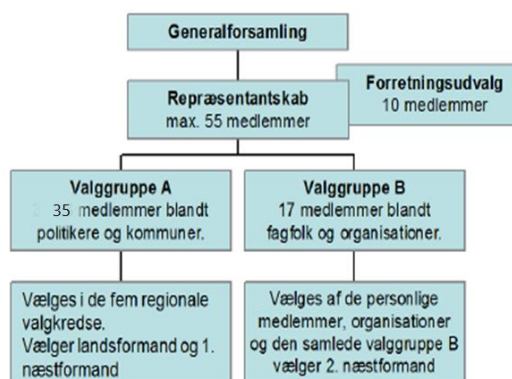 Generalforsamling
Repræsentantskab
max. 55 medlemmer
Forretningsudvalg
10 medlemmer
Valggruppe A
35 medlemmer blandt
politikere og kommuner.
Valggruppe B
17 medlemmer blandt
fagfolk og organisationer.
Vælges i de fem regionale
valgkredse.
Vælger landsformand og 1.
næstformand
Vælges af de personlige
medlemmer, organisationer
og den samlede valggruppe B
vælger 2. næstformand